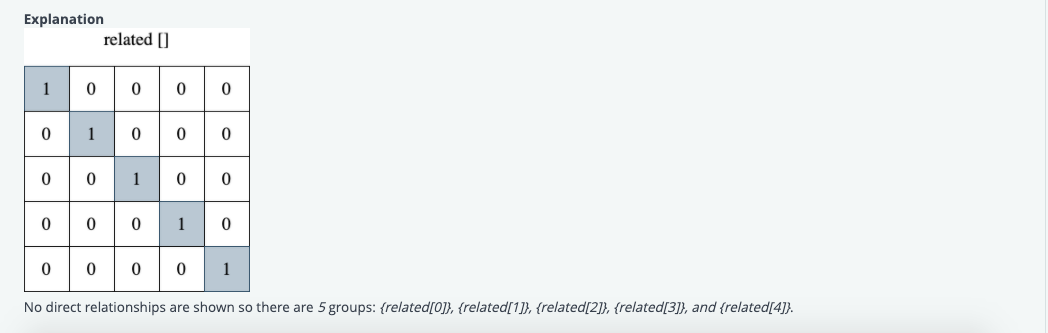 Explanation
related []
1 0 0 0 0
0 1 0 0 0
0 0 1 0 0
0 0 0 1 0
0 0 0 0 1
No direct relationships are shown so there are 5 groups: {related[0]}, {related[1]}, {related[2]}, {related[3]}, and {related[4]}.